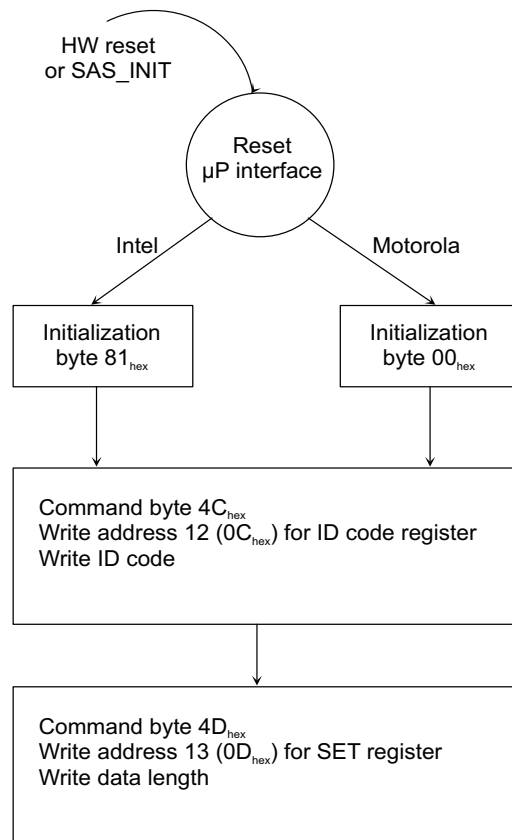 HW reset
or SAS_INIT
Reset
µP interface
Intel
Motorola
Initialization
byte 81hex
Initialization
byte 00hex
Command byte 4Chex
Write address 12 (0Chex) for ID code register
Write ID code
Command byte 4Dhex
Write address 13 (0Dhex) for SET register
Write data length